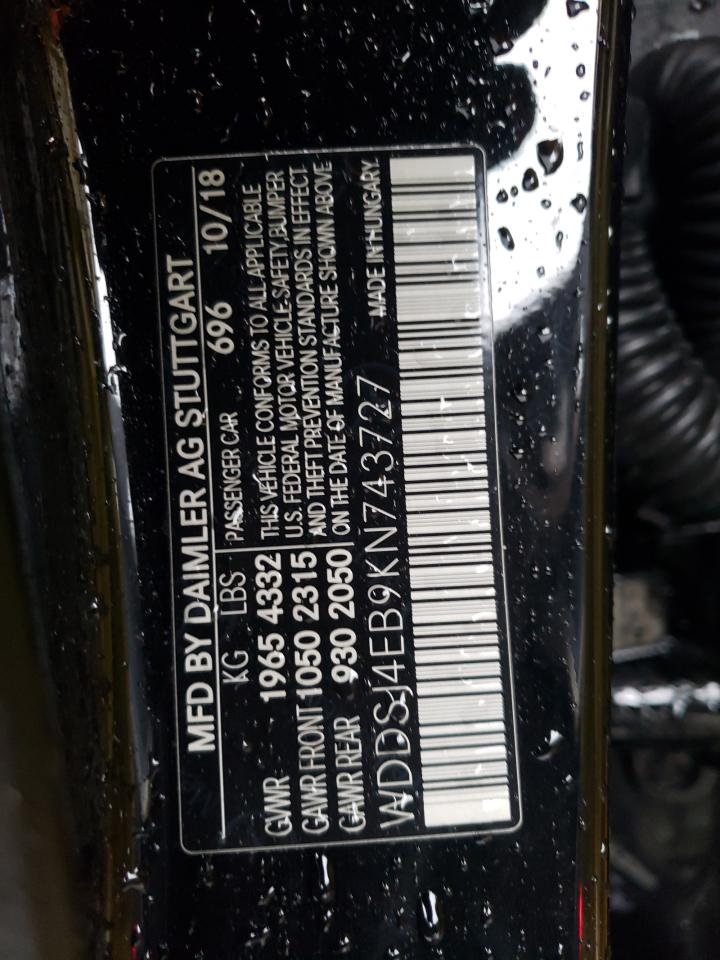 MFD BY DAIMLER AG STUTTGART
KG LBS PASSENGER CAR 696 10/18
GVWR 1965 4332 THIS VEHICLE CONFORMS TO ALL APPLICABLE
U.S. FEDERAL MOTOR VEHICLE SAFETY, BUMPER
GAWR FRONT 1050 2315 AND THEFT PREVENTION STANDARDS IN EFFECT
GAWR REAR 930 2050 ON THE DATE OF MANUFACTURE SHOWN ABOVE
WDDSJ4EB9KN743727 MADE IN HUNGARY